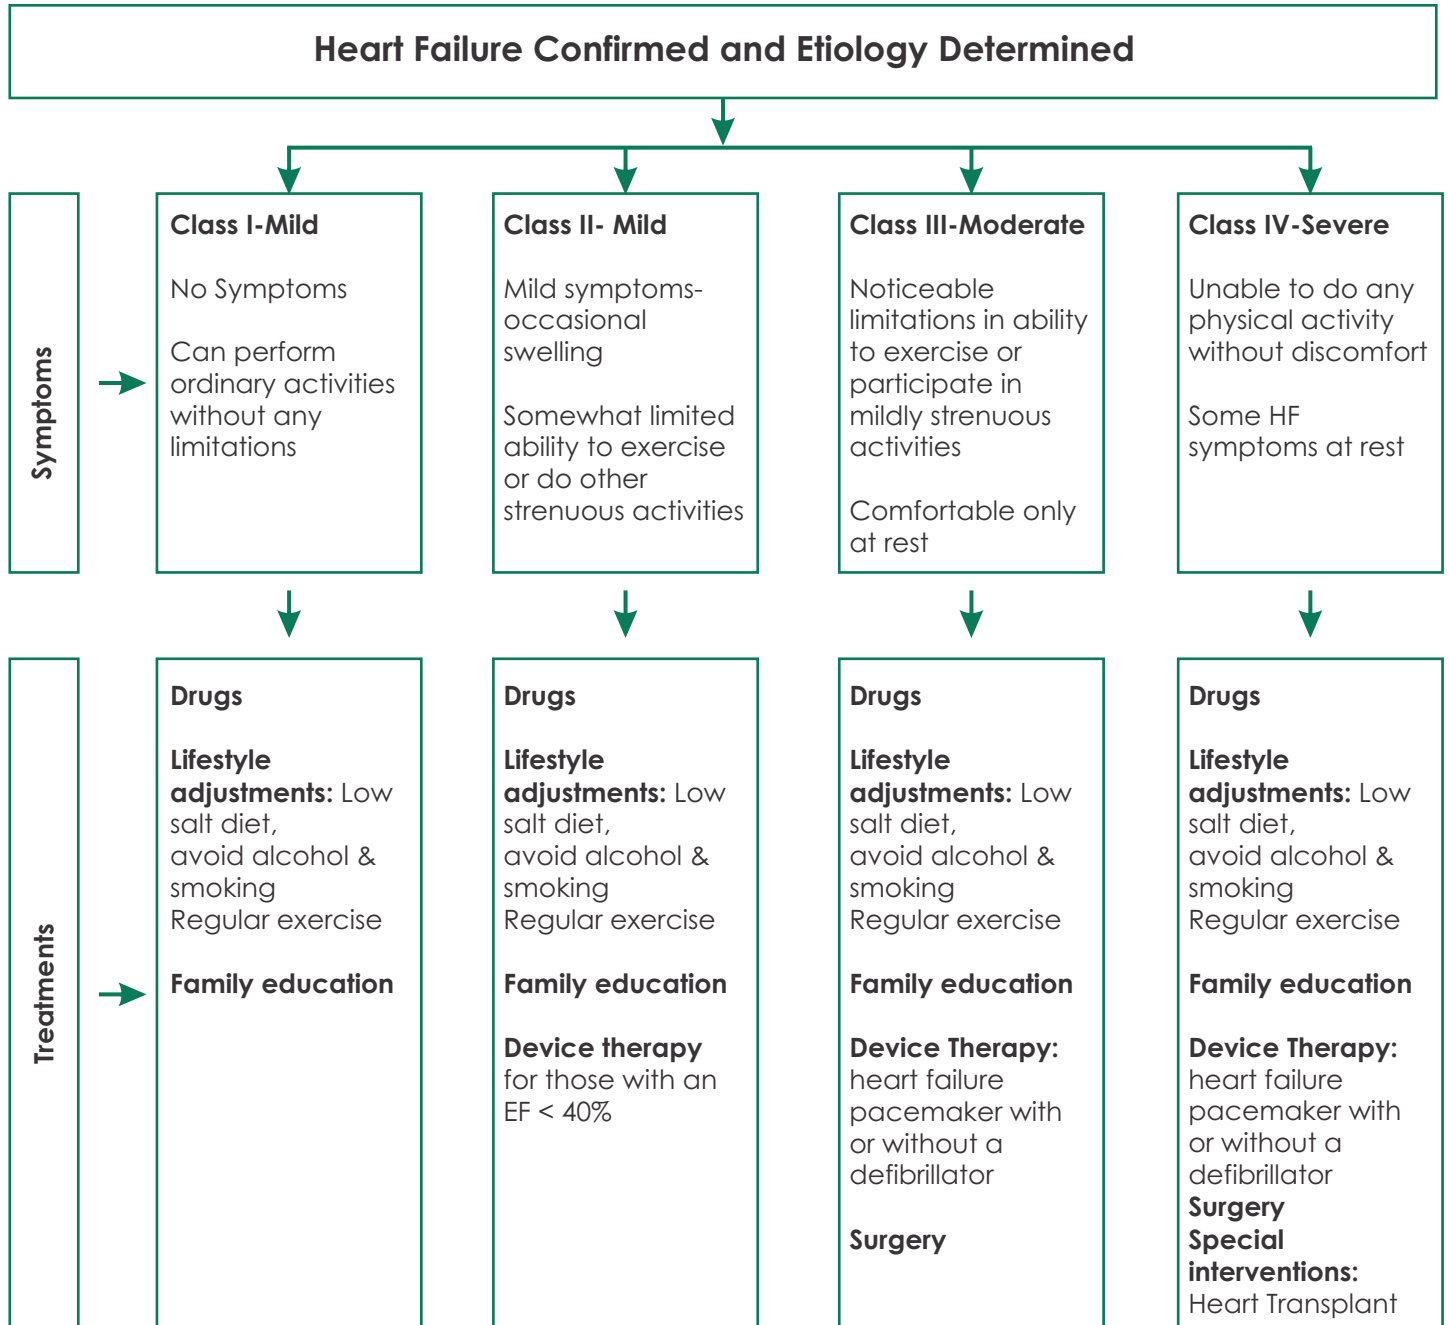 Heart Failure Confirmed and Etiology Determined
Symptoms
Class I-Mild
No Symptoms
Can perform
ordinary activities
without any
limitations
Class II- Mild
Mild symptoms-
occasional
swelling
Somewhat limited
ability to exercise
or do other
strenuous activities
Class III-Moderate
Noticeable
limitations in ability
to exercise or
participate in
mildly strenuous
activities
Comfortable only
at rest
Class IV-Severe
Unable to do any
physical activity
without discomfort
Some HF
symptoms at rest
Treatments
Drugs
Lifestyle
adjustments: Low
salt diet,
avoid alcohol &
smoking
Regular exercise
Family education
Drugs
Lifestyle
adjustments: Low
salt diet,
avoid alcohol &
smoking
Regular exercise
Family education
Device therapy
for those with an
EF < 40%
Drugs
Lifestyle
adjustments: Low
salt diet,
avoid alcohol &
smoking
Regular exercise
Family education
Device Therapy:
heart failure
pacemaker with
or without a
defibrillator
Surgery
Drugs
Lifestyle
adjustments: Low
salt diet,
avoid alcohol &
smoking
Regular exercise
Family education
Device Therapy:
heart failure
pacemaker with
or without a
defibrillator
Surgery
Special
interventions:
Heart Transplant